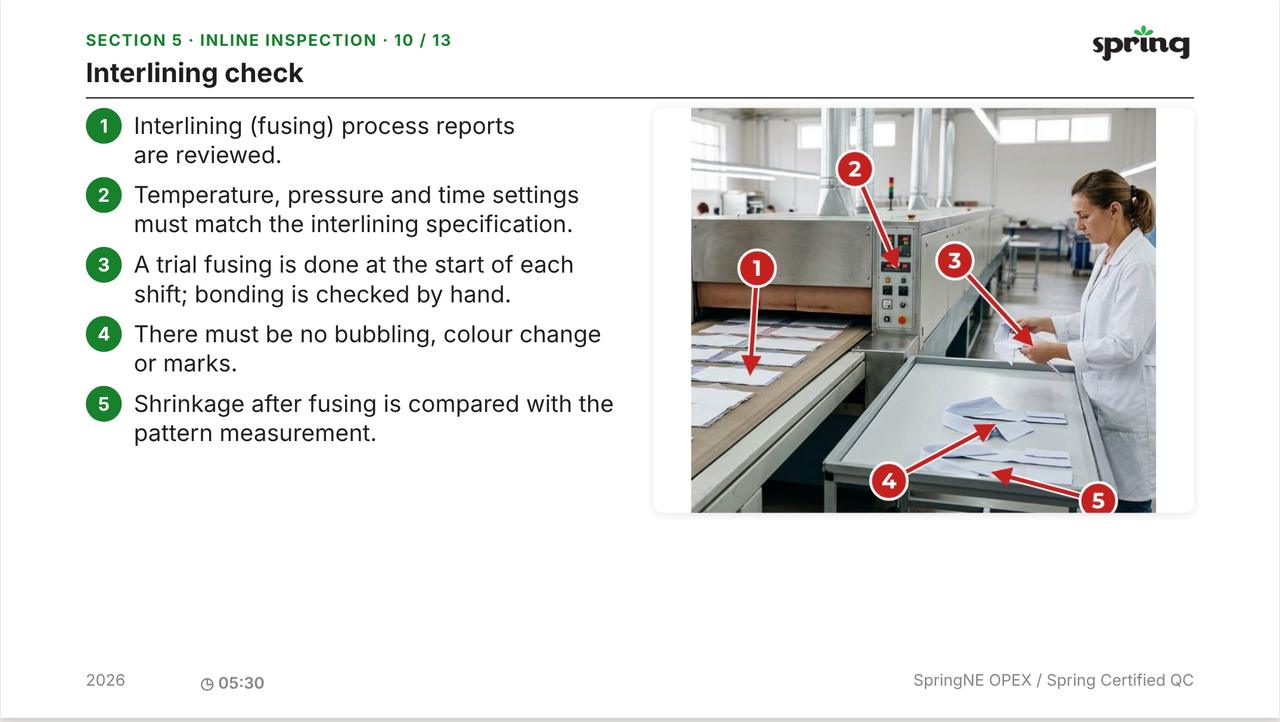 SECTION 5 · INLINE INSPECTION · 10 / 13
spring
Interlining check
1 Interlining (fusing) process reports
are reviewed.
2 Temperature, pressure and time settings
must match the interlining specification.
3 A trial fusing is done at the start of each
shift; bonding is checked by hand.
4 There must be no bubbling, colour change
or marks.
5 Shrinkage after fusing is compared with the
pattern measurement.
2
1
3
4
5
2026
05:30
SpringNE OPEX / Spring Certified QC